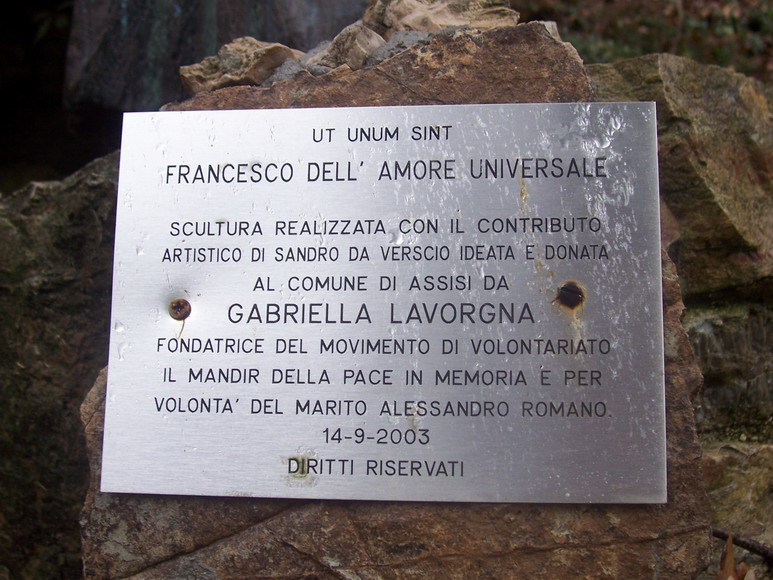 UT UNUM SINT
FRANCESCO DELL' AMORE UNIVERSALE
SCULTURA REALIZZATA CON IL CONTRIBUTO
ARTISTICO DI SANDRO DA VERSCIO IDEATA E DONATA
AL COMUNE DI ASSISI DA
GABRIELLA LAVORGNA
FONDATRICE DEL MOVIMENTO DI VOLONTARIATO
IL MANDIR DELLA PACE IN MEMORIA E PER
VOLONTA' DEL MARITO ALESSANDRO ROMANO.
14-9-2003
DIRITTI RISERVATI